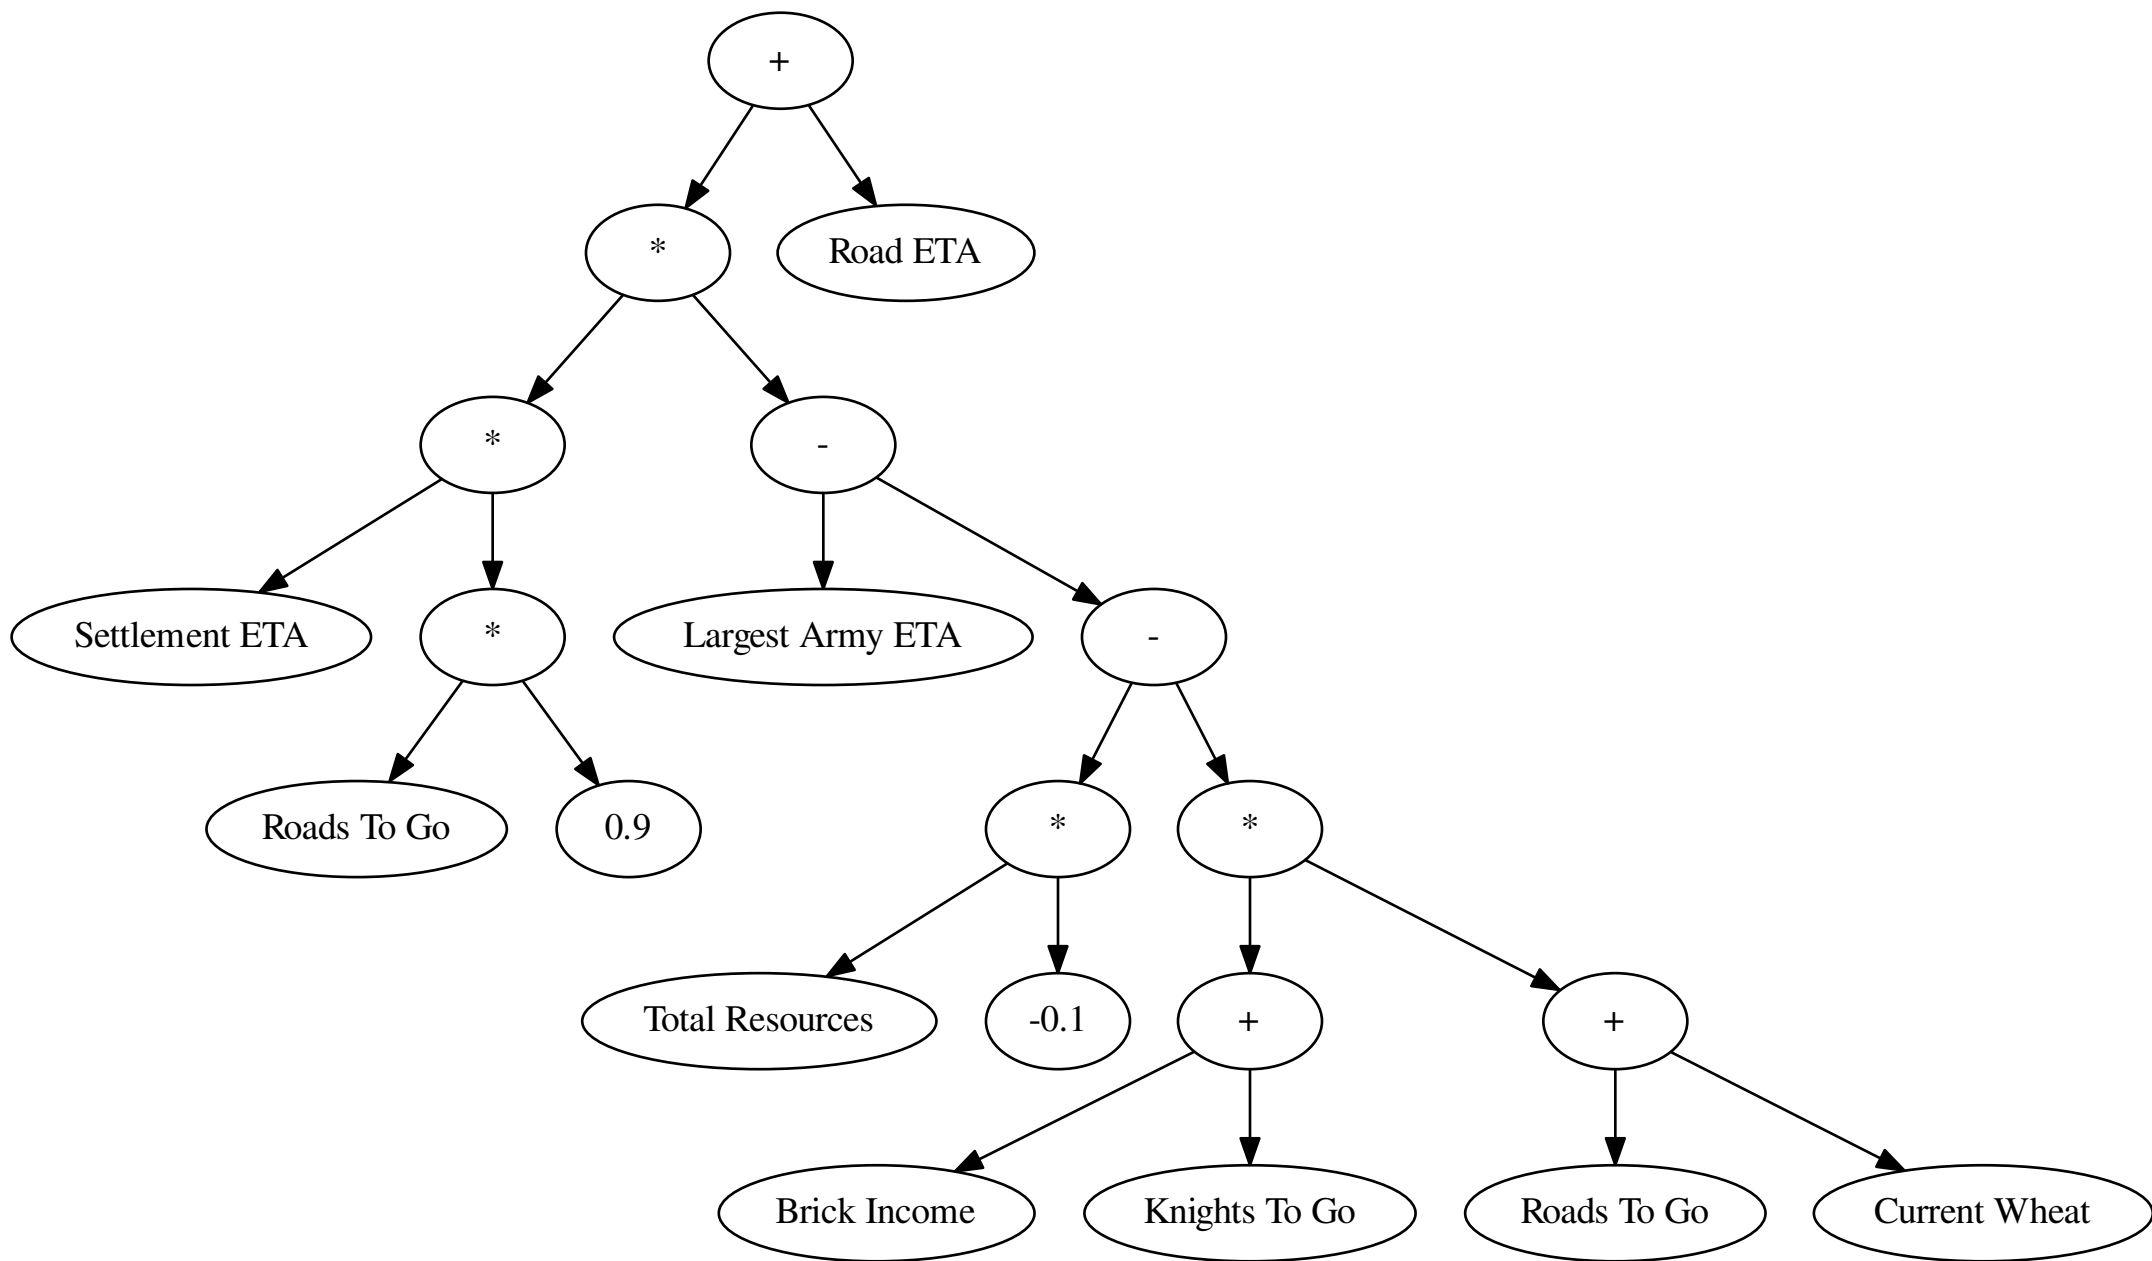 +
*
Road ETA
*
-
Settlement ETA
*
Largest Army ETA
-
Roads To Go
0.9
*
*
Total Resources
-0.1
+
+
Brick Income
Knights To Go
Roads To Go
Current Wheat